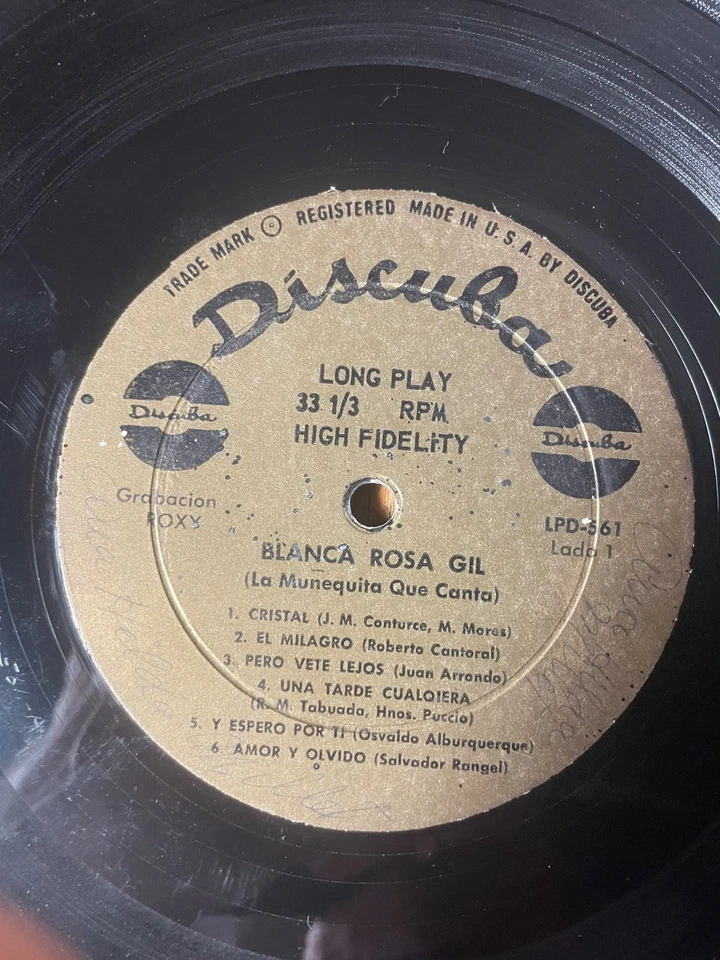 TRADE MARK REGISTERED MADE IN U.S.A. BY DISCUBA
Discuba
LONG PLAY
33 1/3 RPM
HIGH FIDELITY
Discuba
Discuba
Grabacion
ROXY
LPD-561
Lado 1
BLANCA ROSA GIL
(La Munequita Que Canta)
1. CRISTAL (J. M. Conturce, M. Mores)
2. EL MILAGRO (Roberto Cantoral)
3. PERO VETE LEJOS (Juan Arrondo)
4. UNA TARDE CUALQIERA
(R. M. Tabuada, Hnos. Puccio)
5. Y ESPERO POR TI (Osvaldo Alburquerque)
6. AMOR Y OLVIDO (Salvador Rangel)